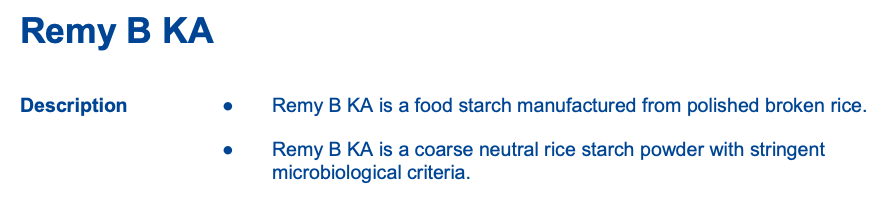 Remy B KA
Description
● Remy B KA is a food starch manufactured from polished broken rice.
● Remy B KA is a coarse neutral rice starch powder with stringent
microbiological criteria.